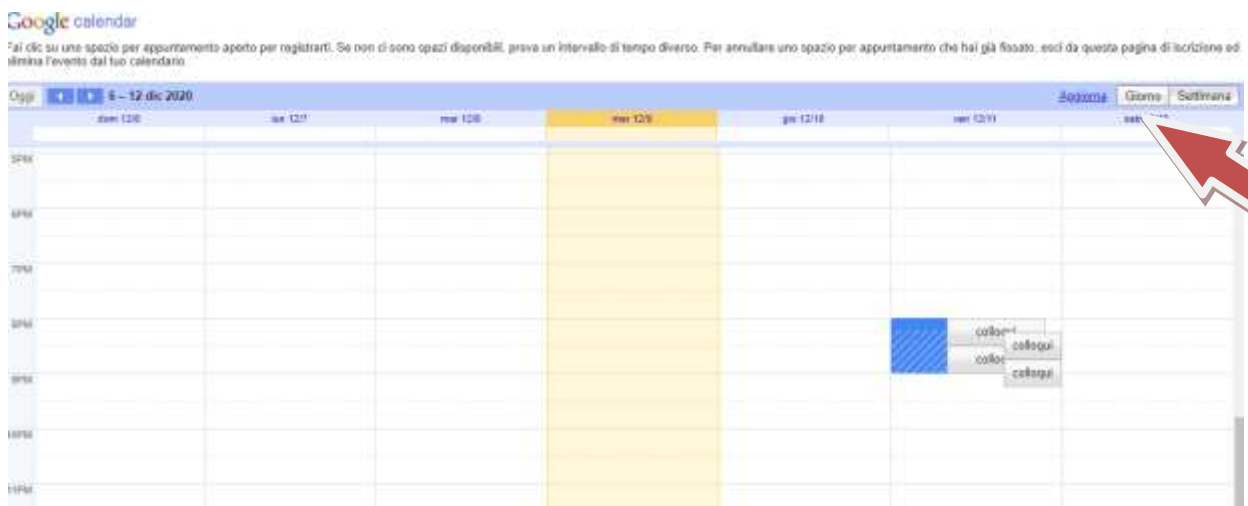 Google calendar
Fai clic su uno spazio per appuntamento aperto per registrarti. Se non ci sono spazi disponibili, prova un intervallo di tempo diverso. Per annullare uno spazio per appuntamento che hai già fissato, esci da questa pagina di iscrizione ed
elimina l'evento dal tuo calendario.
Oggi 6 – 12 dic 2020 Aggiorna Giorno Settimana
dom 12/6 lun 12/7 mar 12/8 mer 12/9 gio 12/10 ven 12/11
5PM
6PM
7PM
8PM
colloqui
colloqui
colloqui
9PM
10PM
11PM